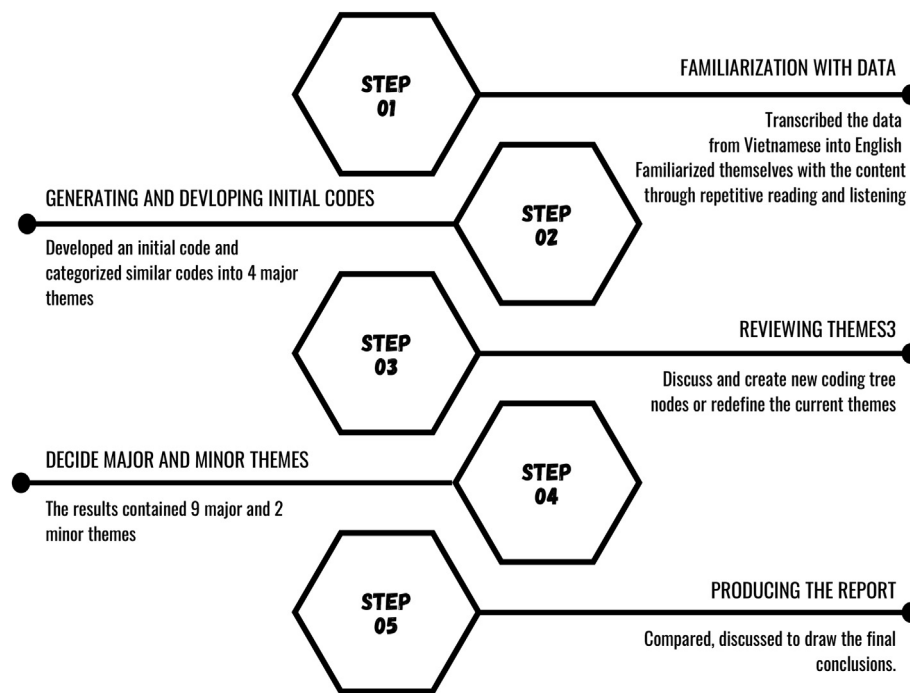 STEP
01
FAMILIARIZATION WITH DATA
Transcribed the data
from Vietnamese into English
Familiarized themselves with the content
through repetitive reading and listening
GENERATING AND DEVLOPING INITIAL CODES
STEP
02
Developed an initial code and
categorized similar codes into 4 major
themes
STEP
03
REVIEWING THEMES3
Discuss and create new coding tree
nodes or redefine the current themes
DECIDE MAJOR AND MINOR THEMES
STEP
04
The results contained 9 major and 2
minor themes
STEP
05
PRODUCING THE REPORT
Compared, discussed to draw the final
conclusions.